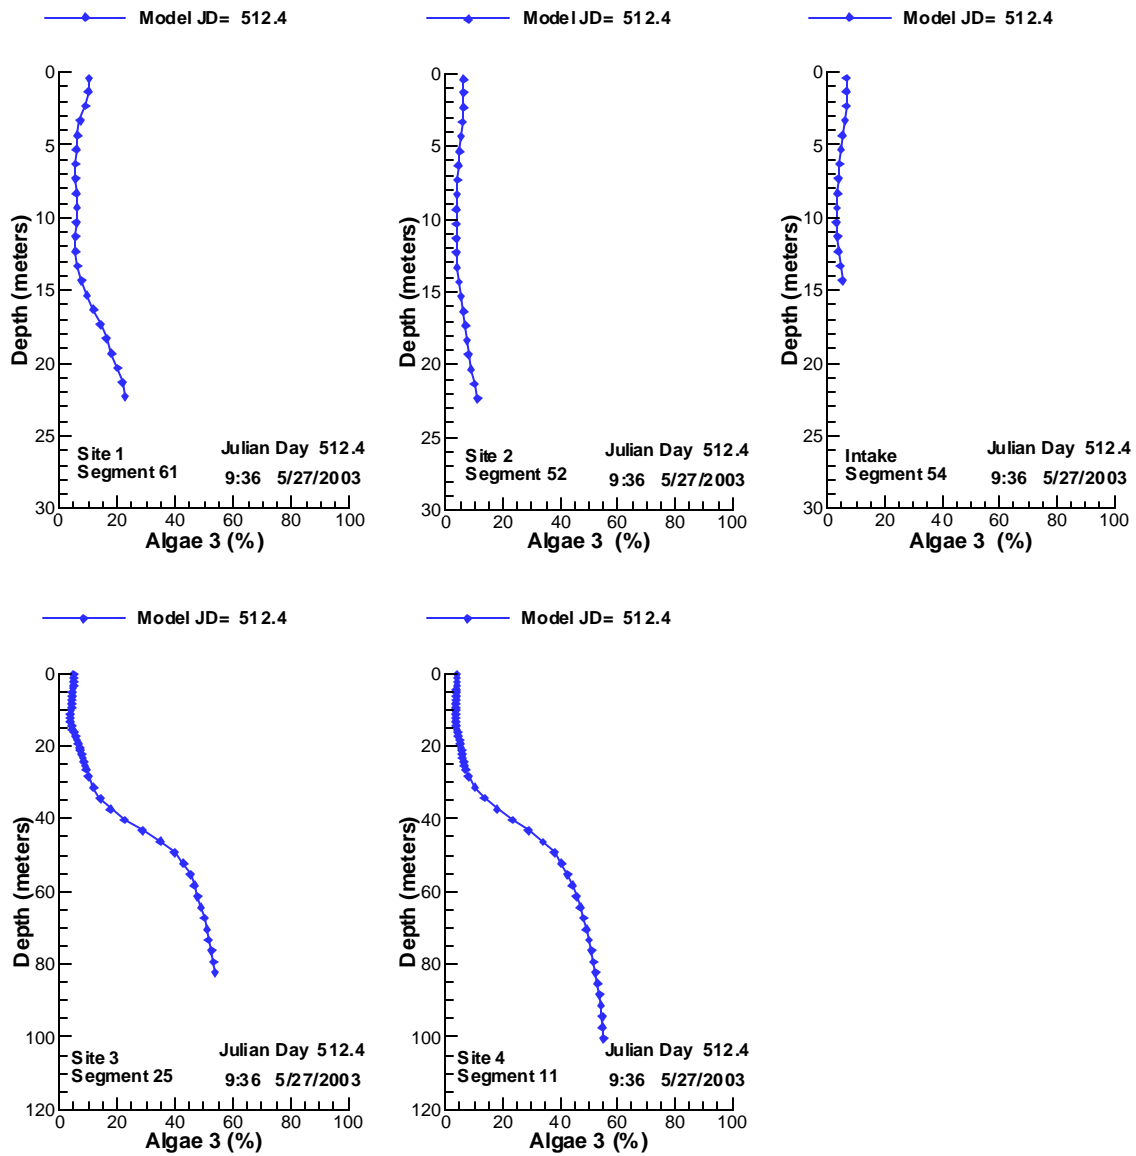 Model JD= 512.4
0
5
10
15
20
25
30
0 20 40 60 80 100
Depth (meters)
Algae 3 (%)
Site 1
Segment 61
Julian Day 512.4
9:36 5/27/2003
Model JD= 512.4
0
5
10
15
20
25
30
0 20 40 60 80 100
Depth (meters)
Algae 3 (%)
Site 2
Segment 52
Julian Day 512.4
9:36 5/27/2003
Model JD= 512.4
0
5
10
15
20
25
30
0 20 40 60 80 100
Depth (meters)
Algae 3 (%)
Intake
Segment 54
Julian Day 512.4
9:36 5/27/2003
Model JD= 512.4
0
20
40
60
80
100
120
0 20 40 60 80 100
Depth (meters)
Algae 3 (%)
Site 3
Segment 25
Julian Day 512.4
9:36 5/27/2003
Model JD= 512.4
0
20
40
60
80
100
120
0 20 40 60 80 100
Depth (meters)
Algae 3 (%)
Site 4
Segment 11
Julian Day 512.4
9:36 5/27/2003